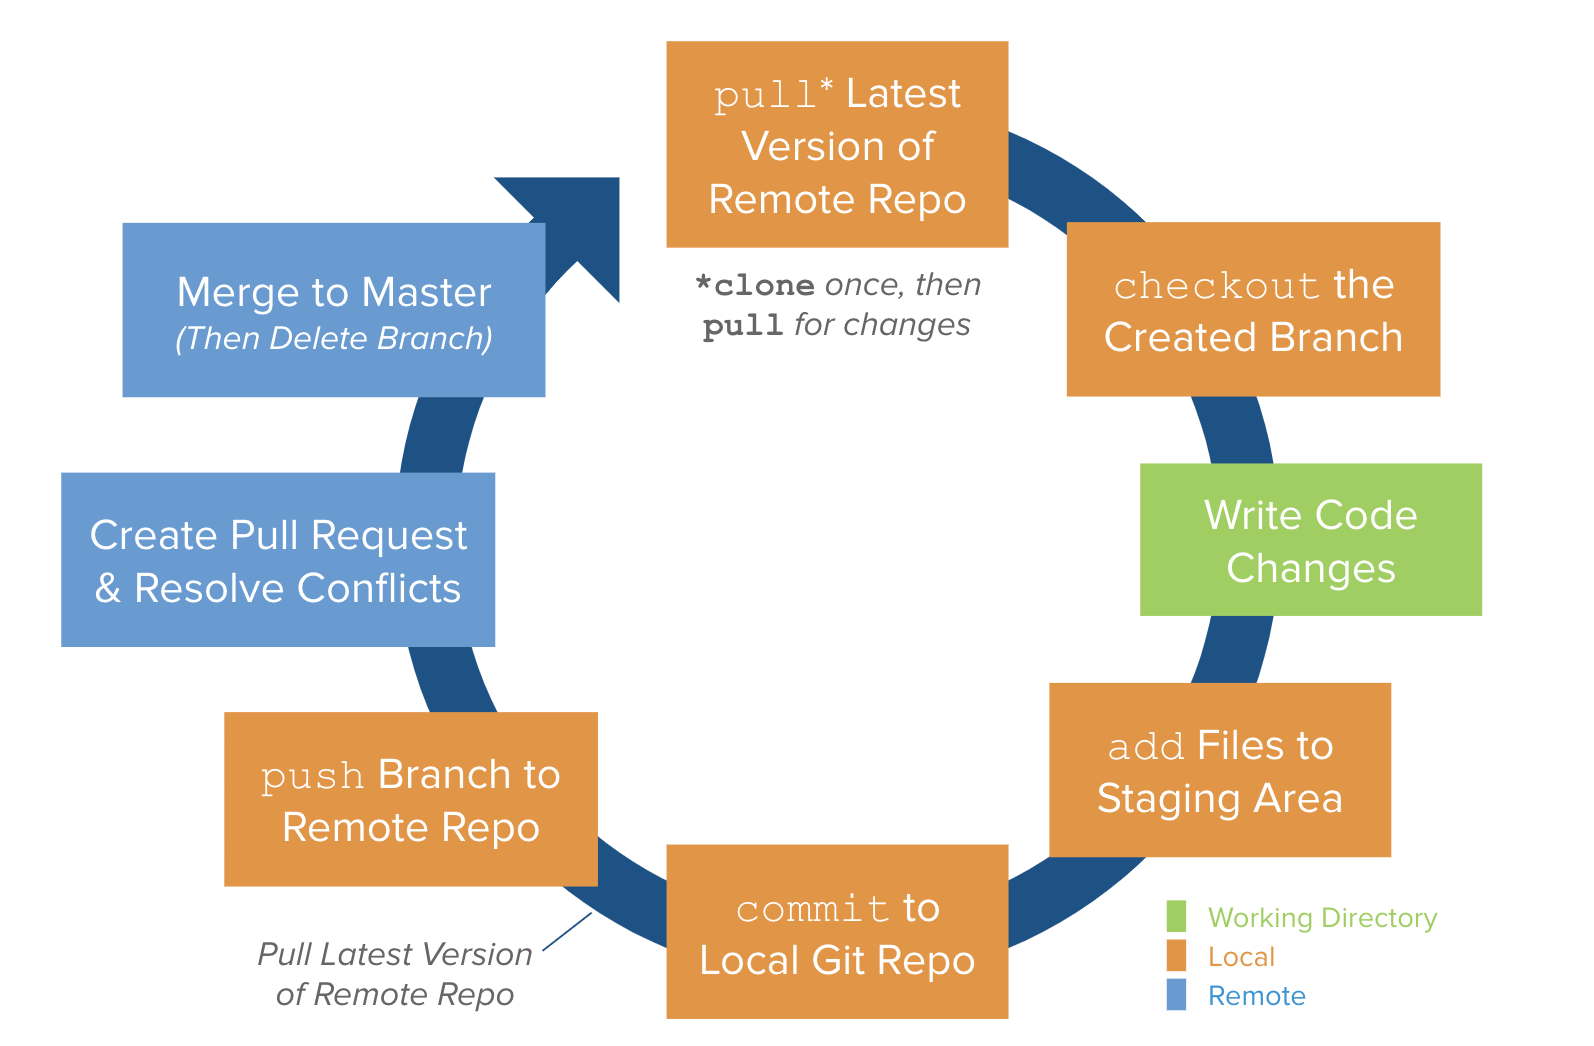 pull* Latest
Version of
Remote Repo
*clone once, then
pull for changes
checkout the
Created Branch
Write Code
Changes
add Files to
Staging Area
commit to
Local Git Repo
Pull Latest Version
of Remote Repo
push Branch to
Remote Repo
Create Pull Request
& Resolve Conflicts
Merge to Master
(Then Delete Branch)
Working Directory
Local
Remote